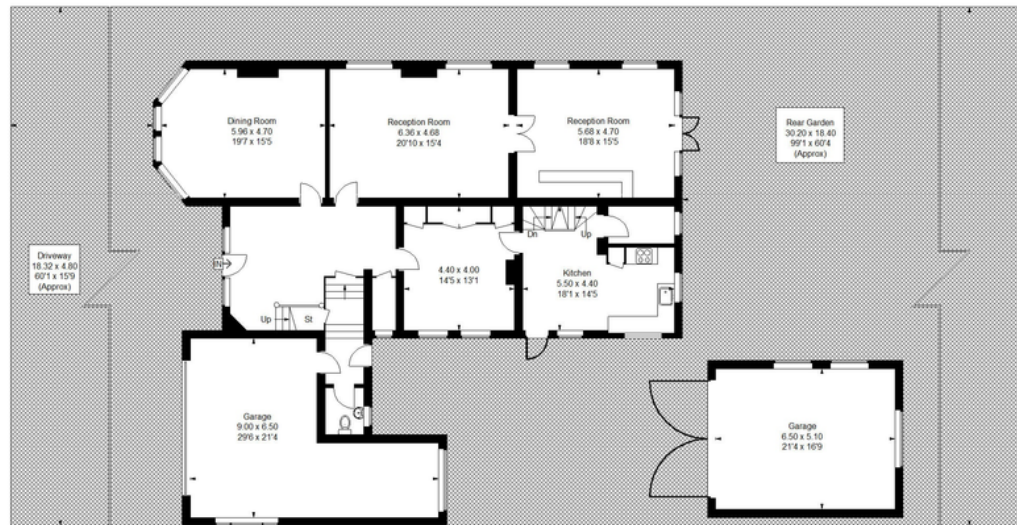 Dining Room
5.96 x 4.70
19'7 x 15'5
Reception Room
6.36 x 4.68
20'10 x 15'4
Reception Room
5.68 x 4.70
18'8 x 15'5
Rear Garden
30.20 x 18.40
99'1 x 60'4
(Approx)
Driveway
18.32 x 4.80
60'1 x 15'9
(Approx)
IN
4.40 x 4.00
14'5 x 13'1
Dn
Up
Kitchen
5.50 x 4.40
18'1 x 14'5
Up
St
Garage
9.00 x 6.50
29'6 x 21'4
Garage
6.50 x 5.10
21'4 x 16'9